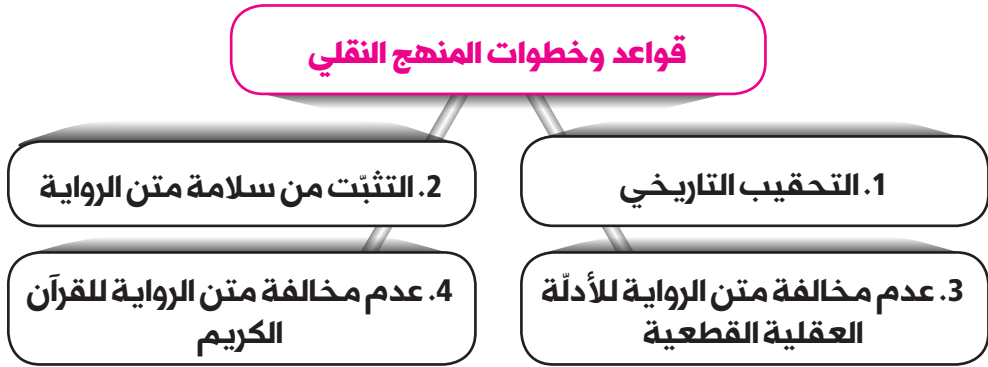 قواعد وخطوات المنهج النقلي
1. التحقيب التاريخي
2. التثبّت من سلامة متن الرواية
3. عدم مخالفة متن الرواية للأدلّة
العقلية القطعية
4. عدم مخالفة متن الرواية للقرآن
الكريم